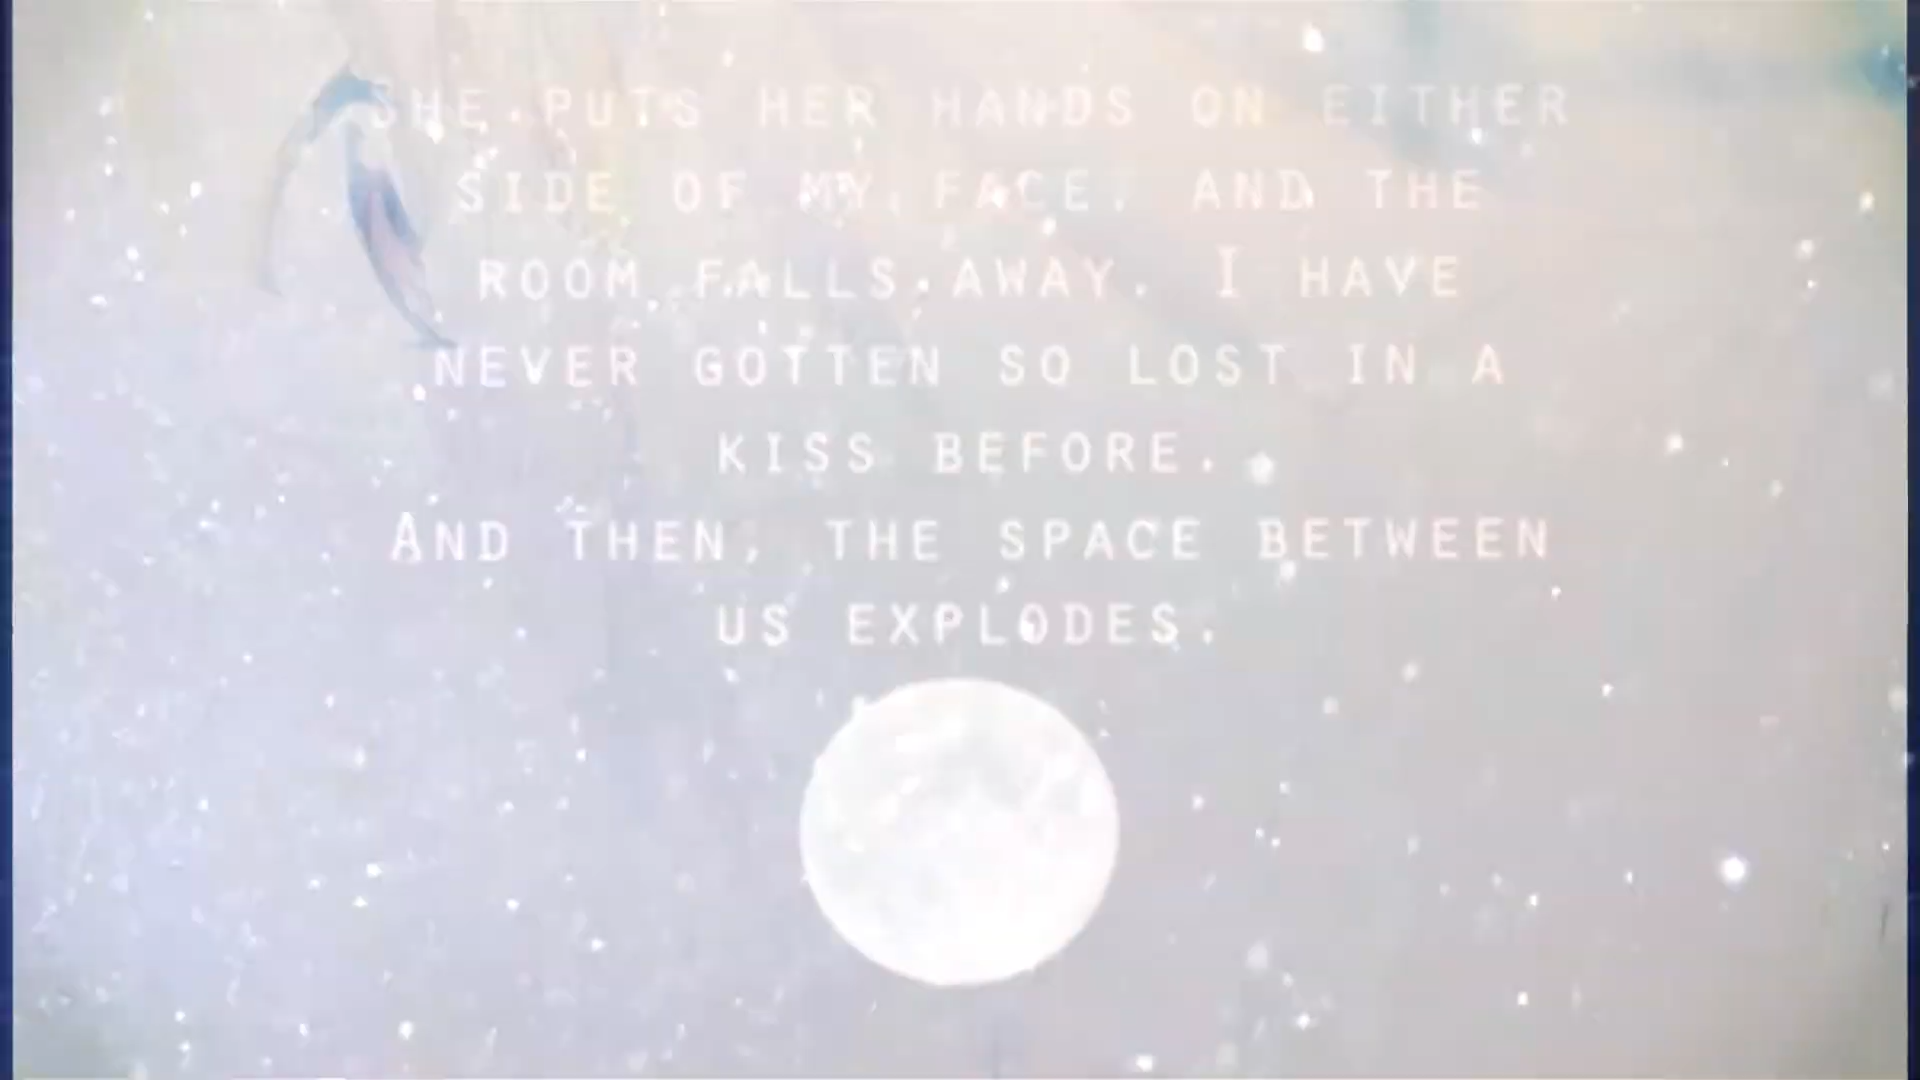 SHE PUTS HER HANDS ON EITHER
SIDE OF MY FACE, AND THE
ROOM FALLS AWAY. I HAVE
NEVER GOTTEN SO LOST IN A
KISS BEFORE.
AND THEN, THE SPACE BETWEEN
US EXPLODES.